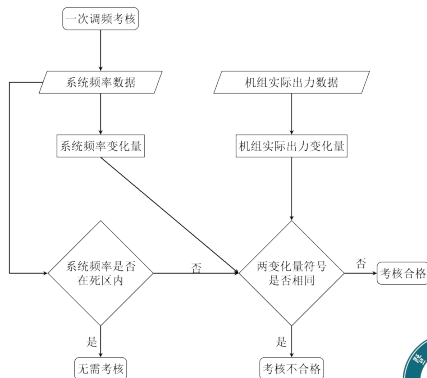 一次调频考核
系统频率数据
机组实际出力数据
系统频率变化量
机组实际出力变化量
系统频率是否
在死区内
否
两变化量符号
是否相同
否
考核合格
是
是
无需考核
考核不合格